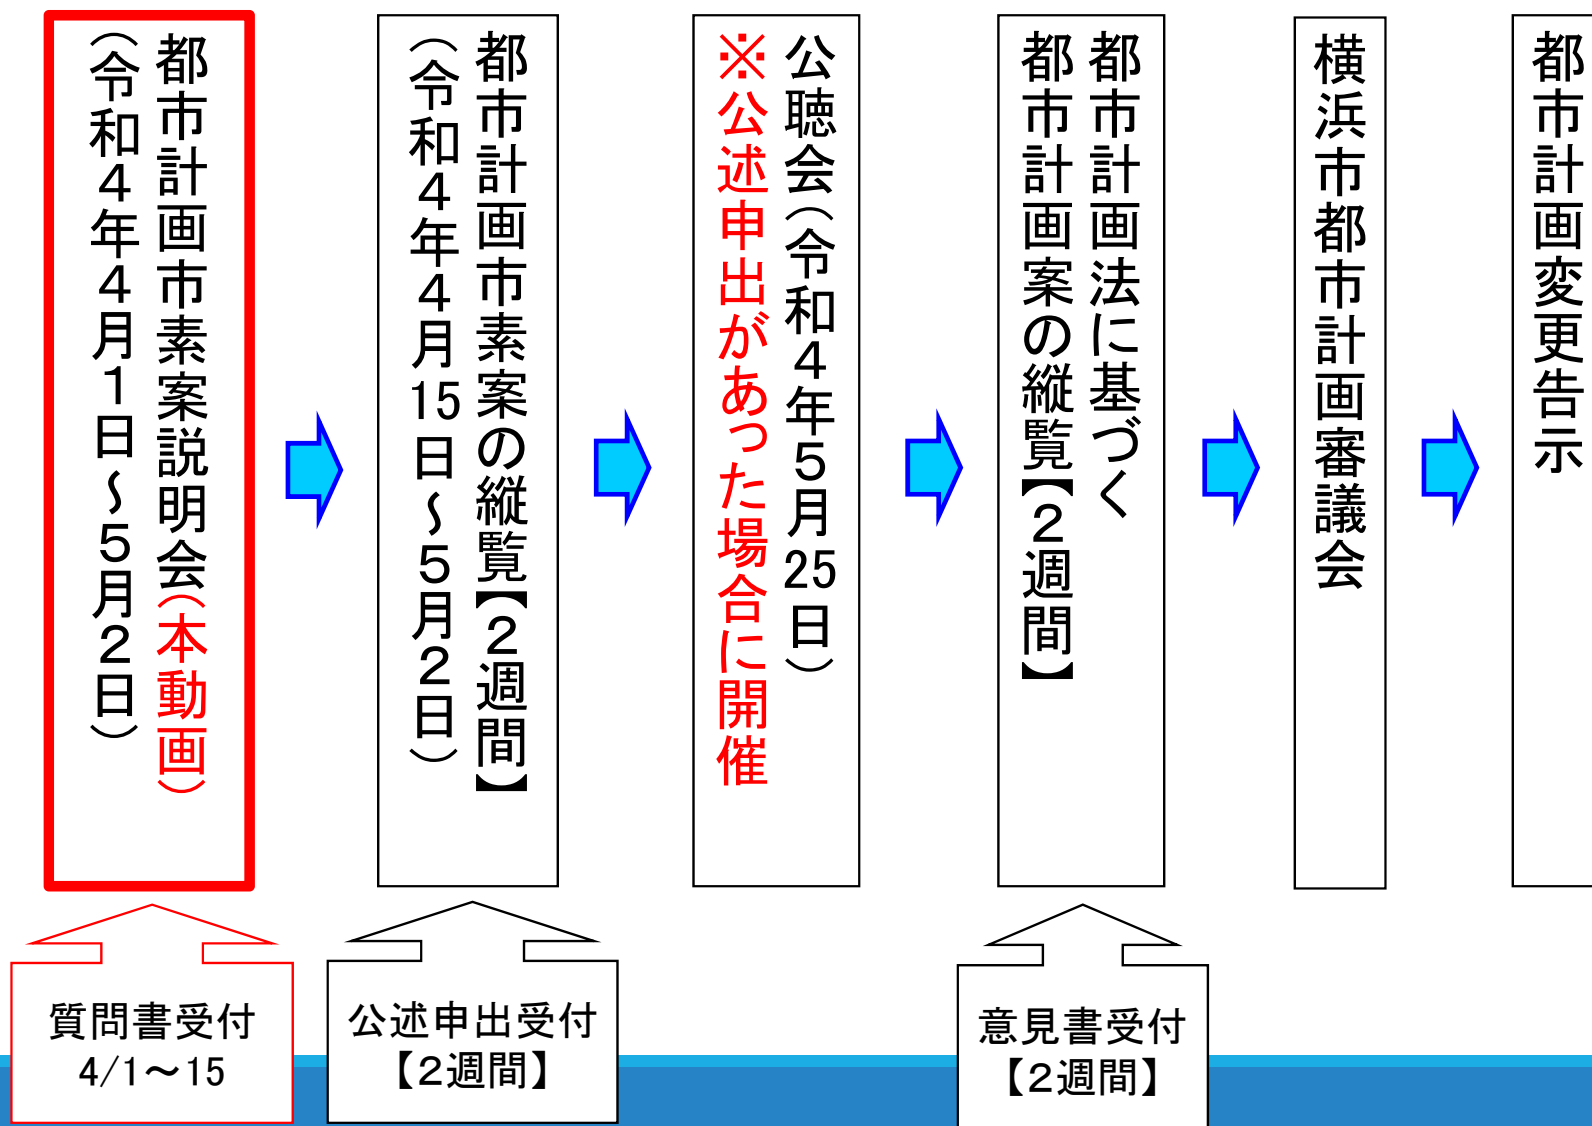 都市計画市素案説明会（本動画）
（令和４年４月１日～５月２日）
都市計画市素案の縦覧【２週間】
（令和４年４月15日～５月２日）
公聴会（令和４年５月25日）
※公述申出があった場合に開催
都市計画法に基づく
都市計画案の縦覧【２週間】
横浜市都市計画審議会
都市計画変更告示
質問書受付
4/1～15
公述申出受付
【２週間】
意見書受付
【２週間】